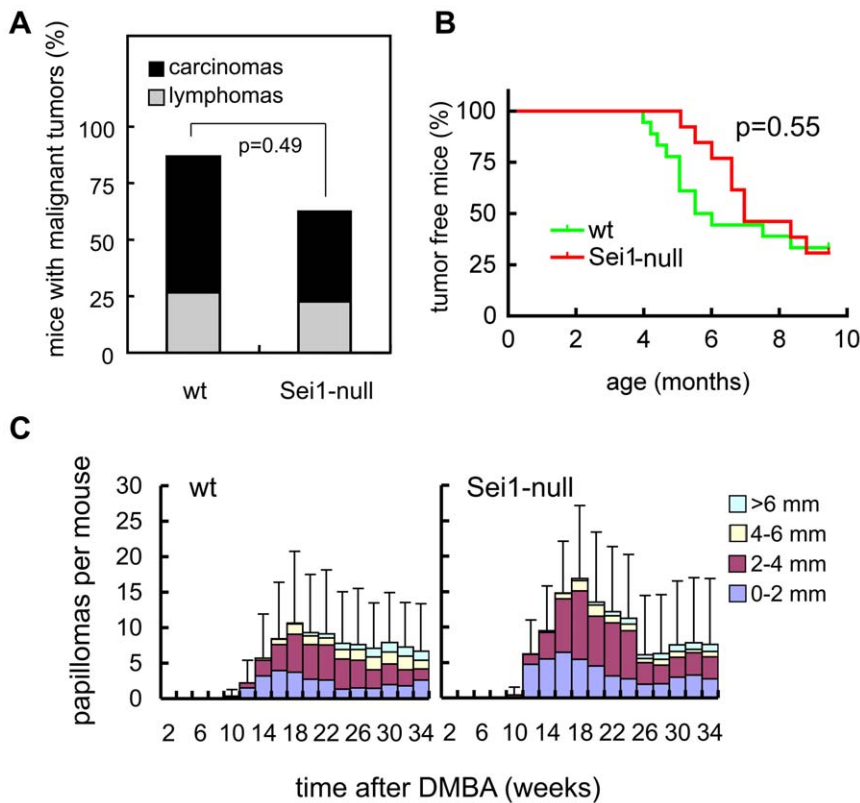 A
mice with malignant tumors (%)
carcinomas
lymphomas
p=0.49
100
75
50
25
0
wt
Sei1-null
B
tumor free mice (%)
100
75
50
25
0
p=0.55
wt
Sei1-null
0 2 4 6 8 10
age (months)
C
papillomas per mouse
30
25
20
15
10
5
0
wt
2 6 10 14 18 22 26 30 34
Sei1-null
2 6 10 14 18 22 26 30 34
>6 mm
4-6 mm
2-4 mm
0-2 mm
time after DMBA (weeks)